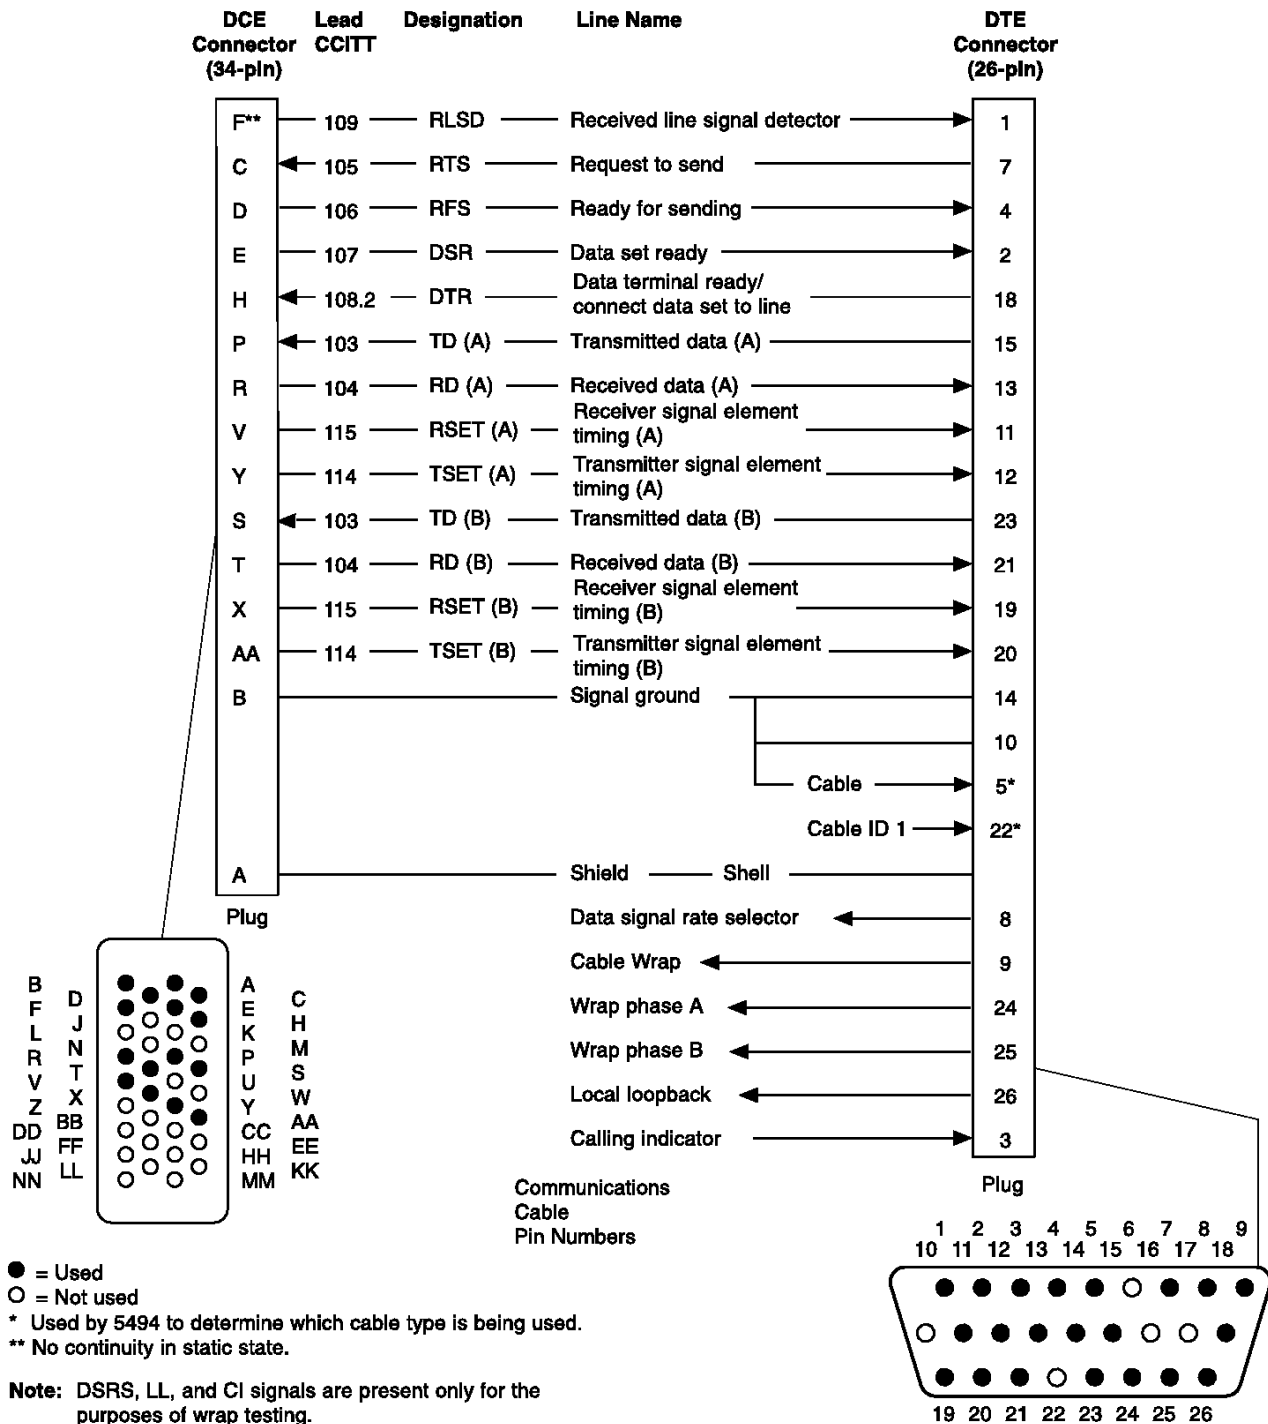 DCE Lead Designation Line Name DTE
Connector CCITT Connector
(34-pin) (26-pin)
F** 109 RLSD Received line signal detector 1
C 105 RTS Request to send 7
D 106 RFS Ready for sending 4
E 107 DSR Data set ready 2
H 108.2 DTR Data terminal ready/
connect data set to line 18
P 103 TD (A) Transmitted data (A) 15
R 104 RD (A) Received data (A) 13
V 115 RSET (A) Receiver signal element
timing (A) 11
Y 114 TSET (A) Transmitter signal element
timing (A) 12
S 103 TD (B) Transmitted data (B) 23
T 104 RD (B) Received data (B) 21
X 115 RSET (B) Receiver signal element
timing (B) 19
AA 114 TSET (B) Transmitter signal element
timing (B) 20
B Signal ground 14
10
Cable 5*
Cable ID 1 22*
A Shield Shell
Plug
Data signal rate selector 8
Cable Wrap 9
Wrap phase A 24
Wrap phase B 25
Local loopback 26
Calling indicator 3
Plug
B A
D C
F E
J H
L K
N M
R P
T S
V U
X W
Z Y
BB AA
DD CC
FF EE
JJ HH
LL KK
NN MM
Communications
Cable
Pin Numbers
1 2 3 4 5 6 7 8 9
10 11 12 13 14 15 16 17 18
19 20 21 22 23 24 25 26
= Used
= Not used
* Used by 5494 to determine which cable type is being used.
** No continuity in static state.
Note: DSRS, LL, and CI signals are present only for the
purposes of wrap testing.